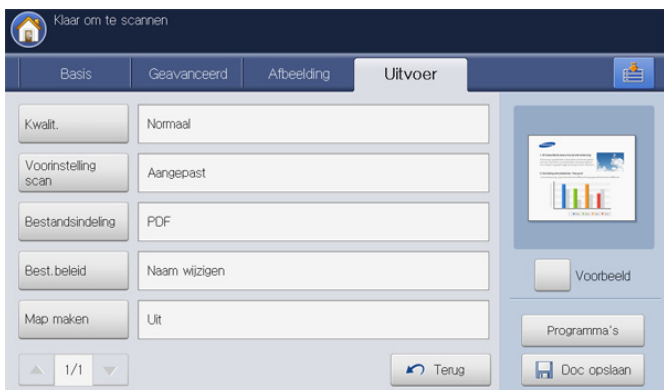 Klaar om te scannen
Basis
Geavanceerd
Afbeelding
Uitvoer
Kwalit.
Normaal
Voorinstelling
scan
Aangepast
Bestandsindeling
PDF
Best.beleid
Naam wijzigen
Map maken
Uit
1/1
Terug
Voorbeeld
Programma's
Doc opslaan